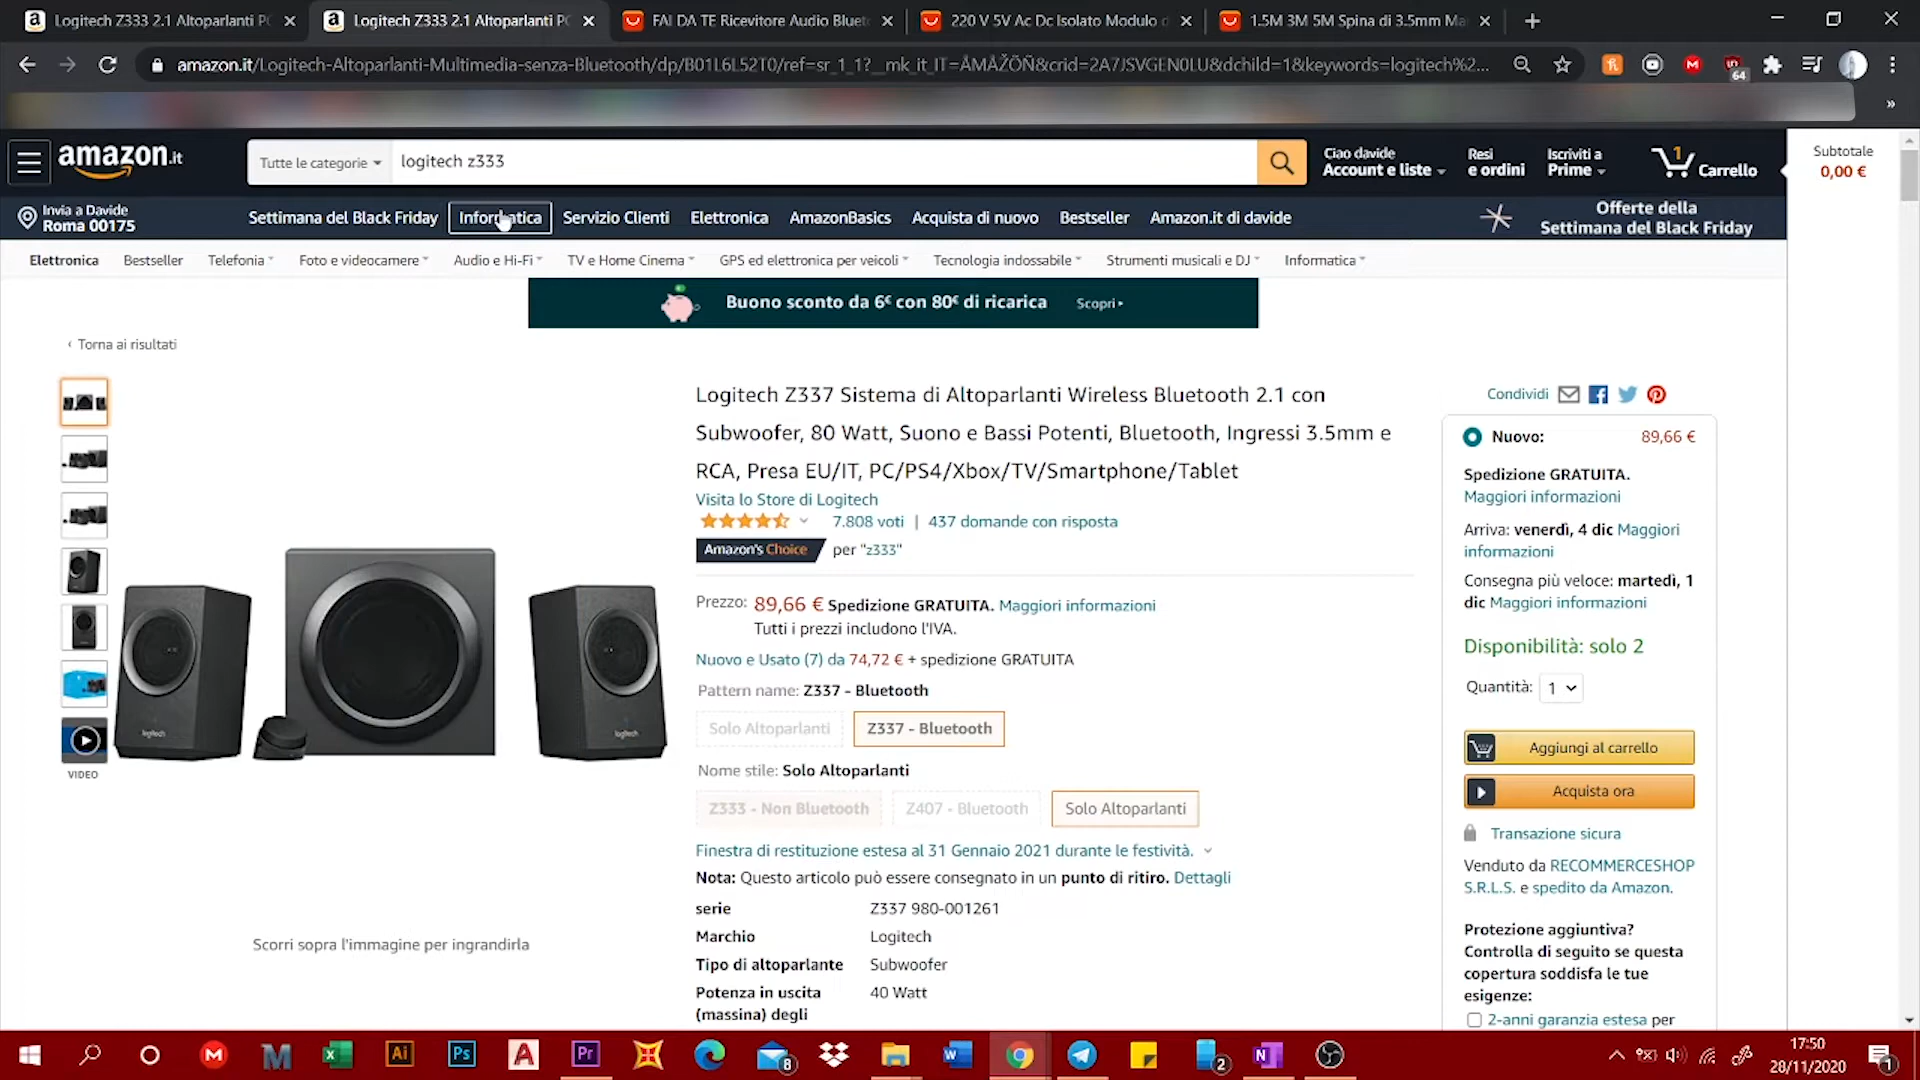 Logitech Z333 2.1 Altoparlanti PC
Logitech Z333 2.1 Altoparlanti PC
FAI DA TE Ricevitore Audio Bluet
220 V 5V Ac Dc Isolato Modulo d
1.5M 3M 5M Spina di 3.5mm Ma
amazon.it/Logitech-Altoparlanti-Multimedia-senza-Bluetooth/dp/B01L6L52T0/ref=sr_1_1?__mk_it_IT=ÅMÅŽÕÑ&crid=2A7JSVGEN0LU&dchild=1&keywords=logitech%2...
64
amazon.it
Tutte le categorie
logitech z333
Ciao davide
Account e liste
Resi
e ordini
Iscriviti a
Prime
1
Carrello
Subtotale
0,00 €
Invia a Davide
Roma 00175
Settimana del Black Friday
Informatica
Servizio Clienti
Elettronica
AmazonBasics
Acquista di nuovo
Bestseller
Amazon.it di davide
Offerte della
Settimana del Black Friday
Elettronica
Bestseller
Telefonia
Foto e videocamere
Audio e Hi-Fi
TV e Home Cinema
GPS ed elettronica per veicoli
Tecnologia indossabile
Strumenti musicali e DJ
Informatica
Buono sconto da 6€ con 80€ di ricarica
Scopri
‹ Torna ai risultati
Logitech Z337 Sistema di Altoparlanti Wireless Bluetooth 2.1 con
Subwoofer, 80 Watt, Suono e Bassi Potenti, Bluetooth, Ingressi 3.5mm e
RCA, Presa EU/IT, PC/PS4/Xbox/TV/Smartphone/Tablet
Visita lo Store di Logitech
7.808 voti | 437 domande con risposta
Amazon's Choice per "z333"
Prezzo: 89,66 € Spedizione GRATUITA. Maggiori informazioni
Tutti i prezzi includono l'IVA.
Nuovo e Usato (7) da 74,72 € + spedizione GRATUITA
Pattern name: Z337 - Bluetooth
Solo Altoparlanti
Z337 - Bluetooth
Nome stile: Solo Altoparlanti
Z333 - Non Bluetooth
Z407 - Bluetooth
Solo Altoparlanti
Finestra di restituzione estesa al 31 Gennaio 2021 durante le festività.
Nota: Questo articolo può essere consegnato in un punto di ritiro. Dettagli
serie Z337 980-001261
Marchio Logitech
Tipo di altoparlante Subwoofer
Potenza in uscita 40 Watt
(massina) degli
logitech
logitech
VIDEO
Scorri sopra l'immagine per ingrandirla
Condividi
Nuovo: 89,66 €
Spedizione GRATUITA.
Maggiori informazioni
Arriva: venerdì, 4 dic Maggiori
informazioni
Consegna più veloce: martedì, 1
dic Maggiori informazioni
Disponibilità: solo 2
Quantità: 1
Aggiungi al carrello
Acquista ora
Transazione sicura
Venduto da RECOMMERCESHOP
S.R.L.S. e spedito da Amazon.
Protezione aggiuntiva?
Controlla di seguito se questa
copertura soddisfa le tue
esigenze:
2-anni garanzia estesa per
Ai
Ps
Pr
8
2
17:50
28/11/2020
1